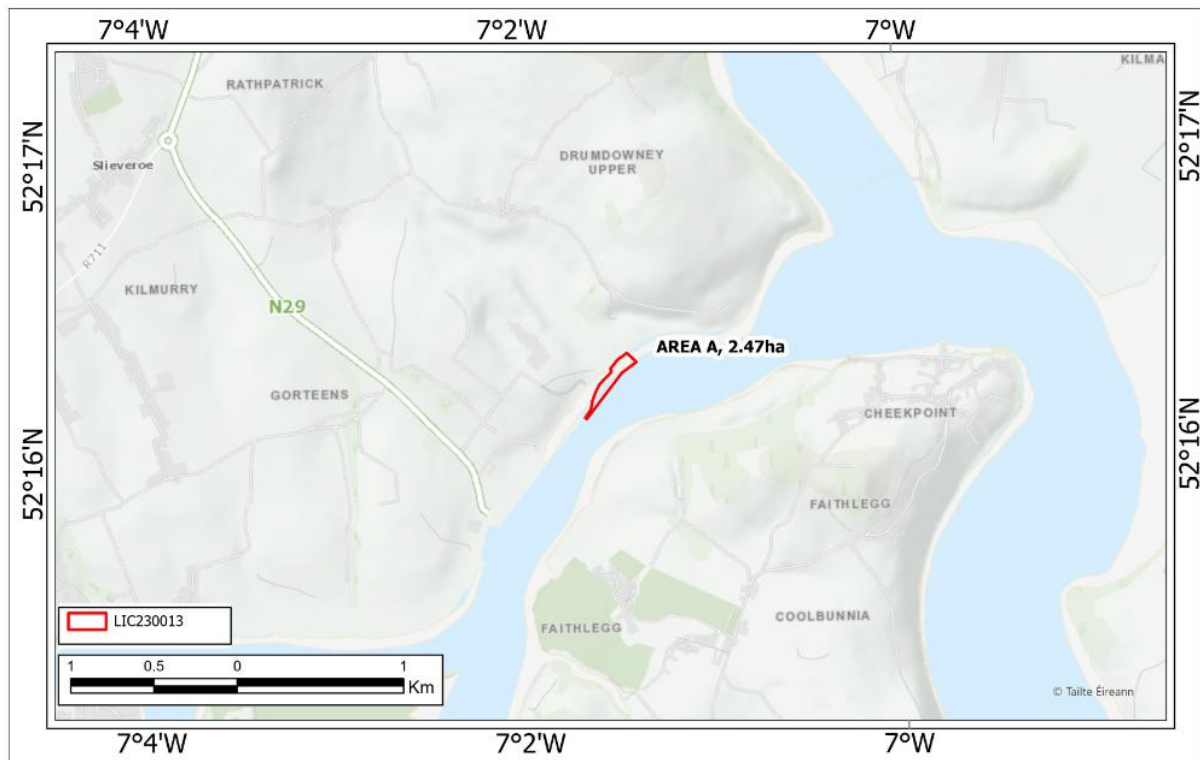 7°4'W
7°2'W
7°W
KILMA
RATHPATRICK
52°17'N
52°17'N
Slieveroe
DRUMDOWNEY
UPPER
R711
KILMURRY
N29
AREA A, 2.47ha
GORTEENS
CHEEKPOINT
52°16'N
52°16'N
FAITHLEGG
LIC230013
COOLBUNNIA
FAITHLEGG
1
0.5
0
1
Km
© Tailte Éireann
7°4'W
7°2'W
7°W